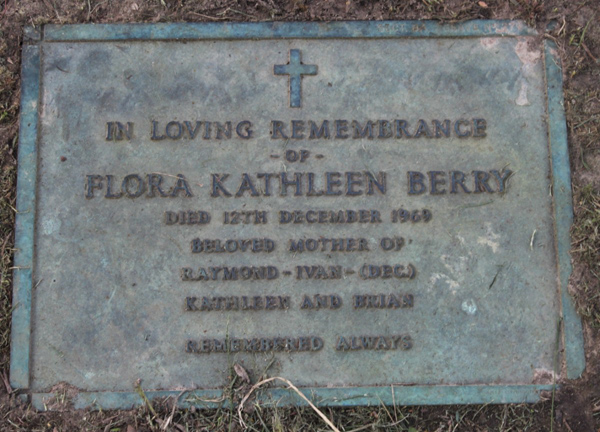 IN LOVING REMEMBRANCE
- OF -
FLORA KATHLEEN BERRY
DIED 12TH DECEMBER 1969
BELOVED MOTHER OF
RAYMOND - IVAN - (DEC.)
KATHLEEN AND BRIAN
REMEMBERED ALWAYS